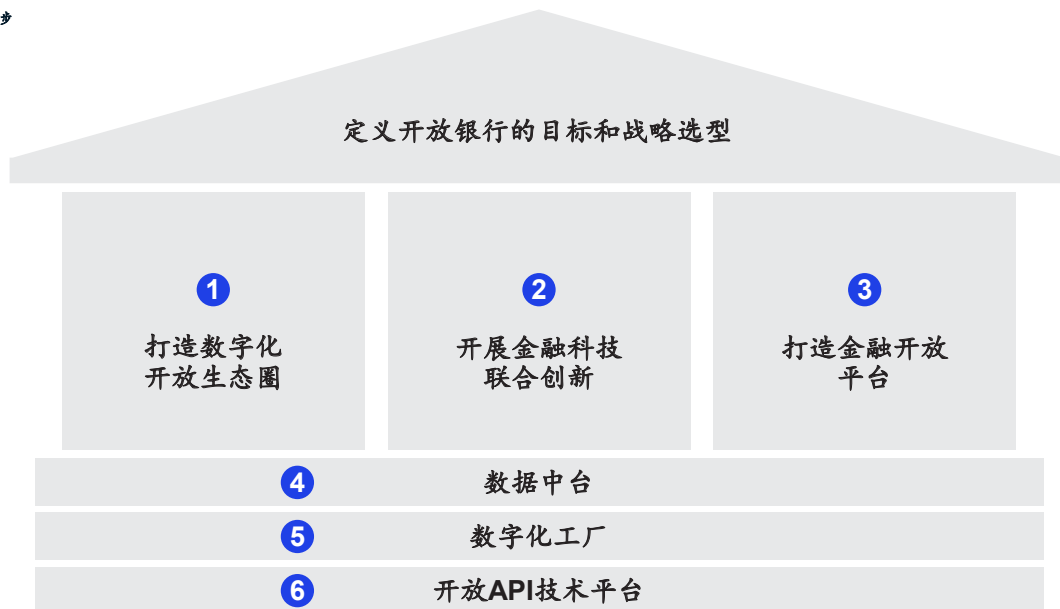 步
定义开放银行的目标和战略选型
1
2
3
打造数字化
开展金融科技
打造金融开放
开放生态圈
联合创新
平台
4 数据中台
5 数字化工厂
6 开放API技术平台